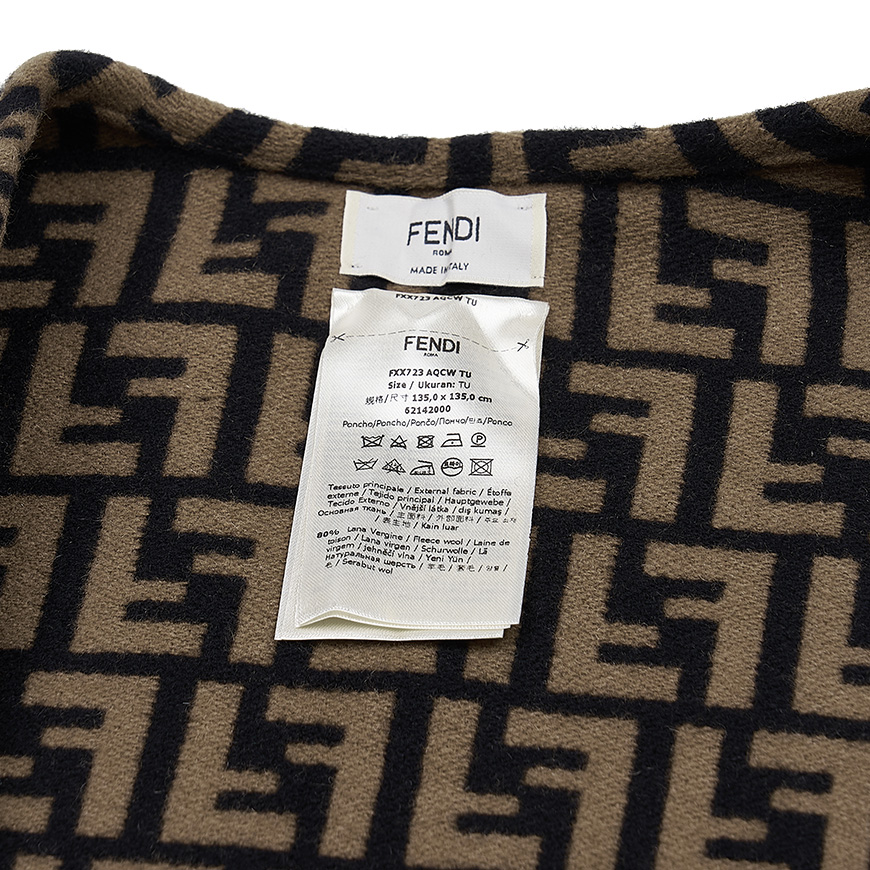 FENDI
ROMA
MADE IN ITALY
FXX723 AQCW TU
FENDI
ROMA
FXX723 AQCW TU
Size / Ukuran: TU
规格/尺寸 135,0 x 135,0 cm
62142000
Poncho/Poncho/Pončo/Пончо/판초/Ponco
Tessuto principale / External fabric / Étoffe
externe / Tejido principal / Hauptgewebe /
Tecido Externo / Vnější látka / dış kumaş /
Основная ткань / 主面料 / 外部面料 /
表生地 / Kain luar
80% Lana Vergine / Fleece wool / Laine de
toison / Lana virgen / Schurwolle / Lã
virgem / jehněčí vlna / Yeni Yün /
Натуральная шерсть / 羊毛 /
毛 / Serabut wol